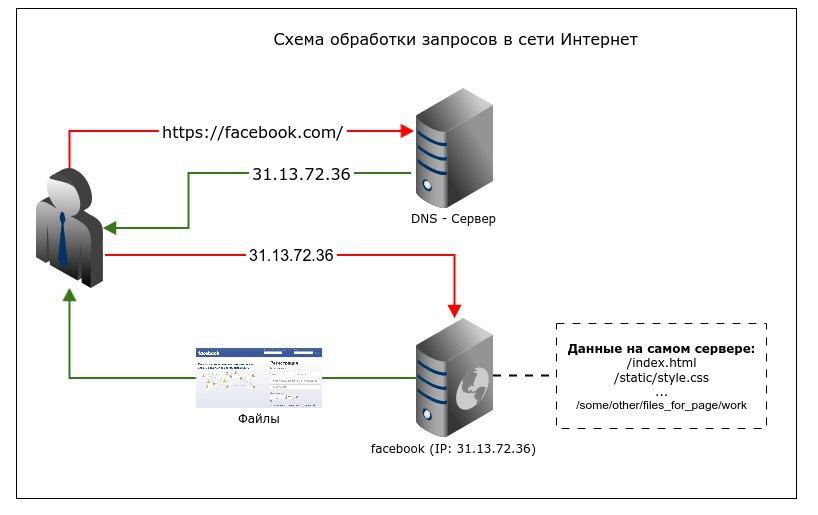 Схема обработки запросов в сети Интернет
https://facebook.com/
31.13.72.36
DNS - Сервер
31.13.72.36
facebook
Регистрация
Файлы
facebook (IP: 31.13.72.36)
Данные на самом сервере:
/index.html
/static/style.css
...
/some/other/files_for_page/work